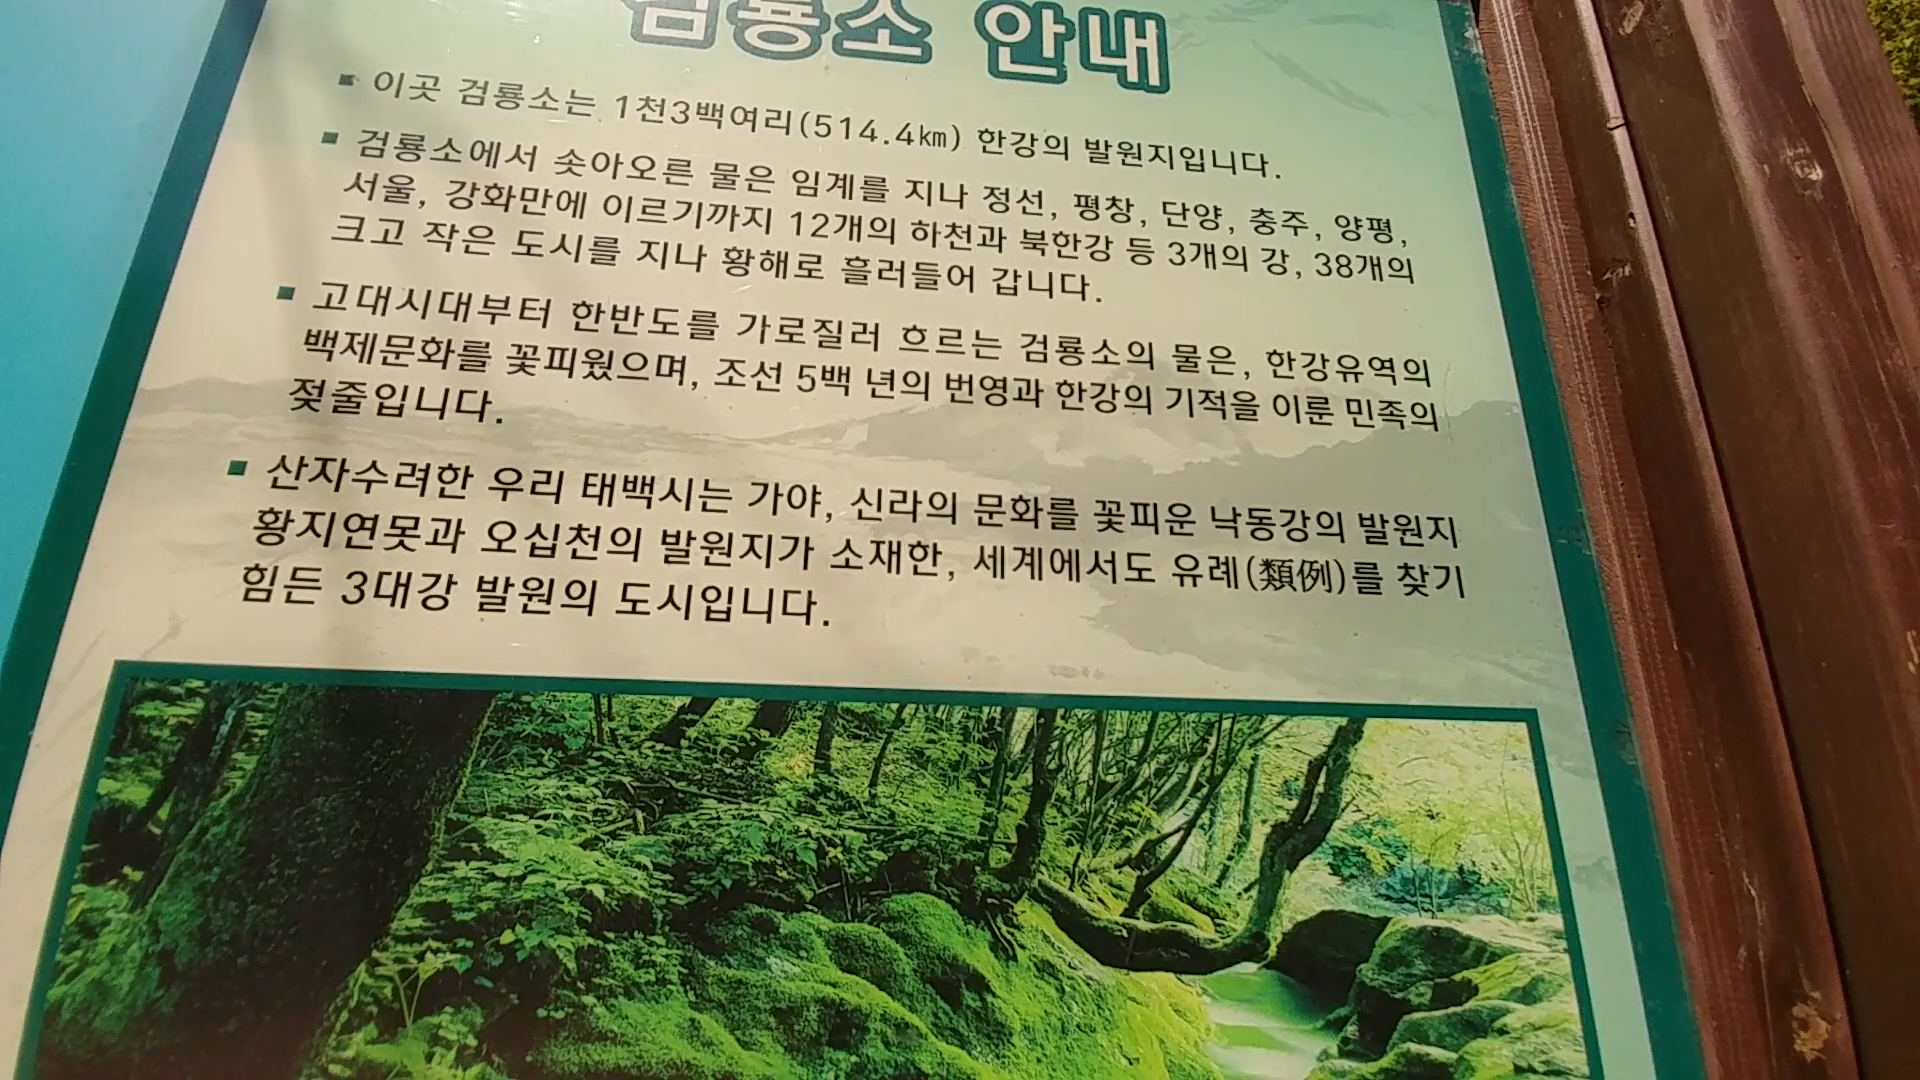 검룡소 안내
▪ 이곳 검룡소는 1천3백여리(514.4㎞) 한강의 발원지입니다.
▪ 검룡소에서 솟아오른 물은 임계를 지나 정선, 평창, 단양, 충주, 양평,
서울, 강화만에 이르기까지 12개의 하천과 북한강 등 3개의 강, 38개의
크고 작은 도시를 지나 황해로 흘러들어 갑니다.
▪ 고대시대부터 한반도를 가로질러 흐르는 검룡소의 물은, 한강유역의
백제문화를 꽃피웠으며, 조선 5백 년의 번영과 한강의 기적을 이룬 민족의
젖줄입니다.
▪ 산자수려한 우리 태백시는 가야, 신라의 문화를 꽃피운 낙동강의 발원지
황지연못과 오십천의 발원지가 소재한, 세계에서도 유례(類例)를 찾기
힘든 3대강 발원의 도시입니다.